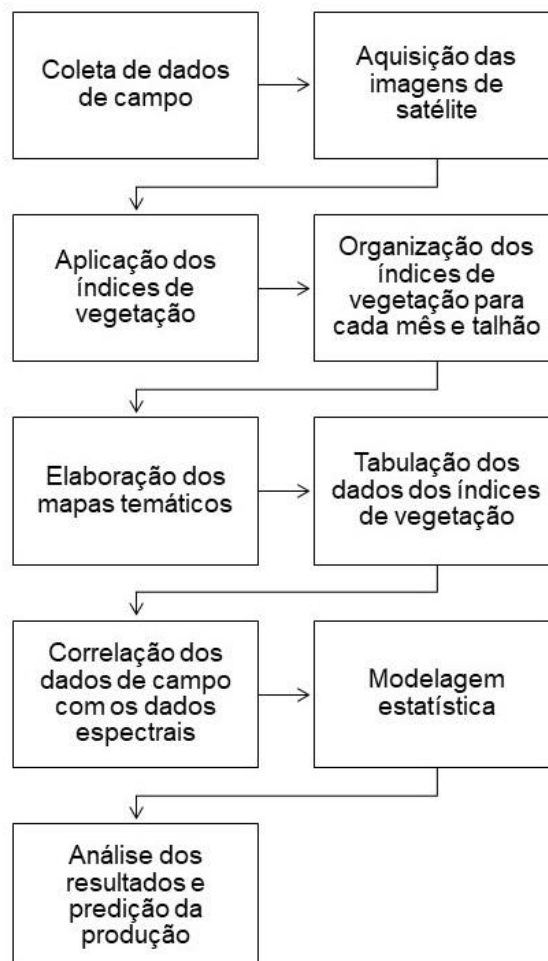 Coleta de dados
de campo
Aquisição das
imagens de
satélite
Aplicação dos
índices de
vegetação
Organização dos
índices de
vegetação para
cada mês e talhão
Elaboração dos
mapas temáticos
Tabulação dos
dados dos índices
de vegetação
Correlação dos
dados de campo
com os dados
espectrais
Modelagem
estatística
Análise dos
resultados e
predição da
produção